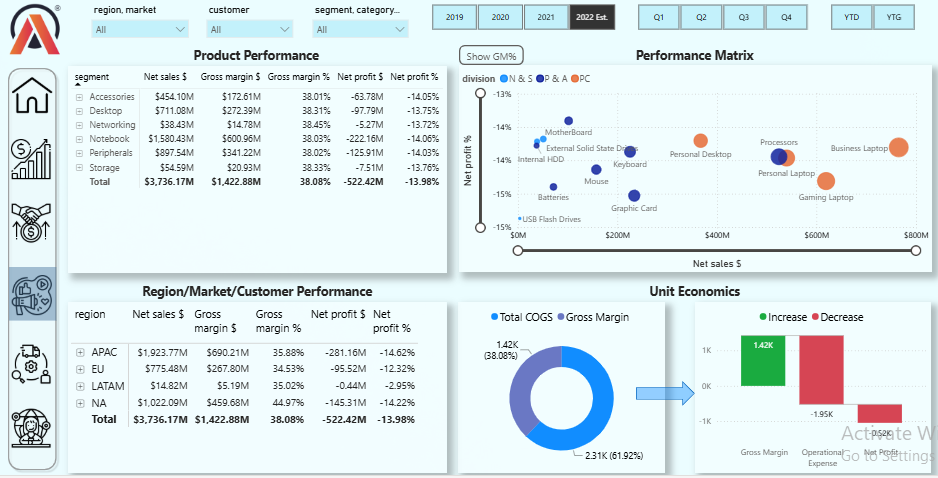 region, market customer segment, category...
All All All
2019 2020 2021 2022 Est. Q1 Q2 Q3 Q4 YTD YTG
Product Performance
segment Net sales $ Gross margin $ Gross margin % Net profit $ Net profit %
Accessories $454.10M $172.61M 38.01% -63.78M -14.05%
Desktop $711.08M $272.39M 38.31% -97.79M -13.75%
Networking $38.43M $14.78M 38.45% -5.27M -13.72%
Notebook $1,580.43M $600.96M 38.03% -222.16M -14.06%
Peripherals $897.54M $341.22M 38.02% -125.91M -14.03%
Storage $54.59M $20.93M 38.33% -7.51M -13.76%
Total $3,736.17M $1,422.88M 38.08% -522.42M -13.98%
Show GM%
Performance Matrix
division N & S P & A PC
Net profit %
-13%
-14%
-14%
-15%
-15%
MotherBoard
External Solid State Drives
Internal HDD
Keyboard
Personal Desktop
Processors
Business Laptop
Personal Laptop
Mouse
Batteries
Gaming Laptop
Graphic Card
USB Flash Drives
$0M $200M $400M $600M $800M
Net sales $
Region/Market/Customer Performance
region Net sales $ Gross margin $ Gross margin % Net profit $ Net profit %
APAC $1,923.77M $690.21M 35.88% -281.16M -14.62%
EU $775.48M $267.80M 34.53% -95.52M -12.32%
LATAM $14.82M $5.19M 35.02% -0.44M -2.95%
NA $1,022.09M $459.68M 44.97% -145.31M -14.22%
Total $3,736.17M $1,422.88M 38.08% -522.42M -13.98%
Unit Economics
Total COGS Gross Margin
1.42K
(38.08%)
2.31K (61.92%)
Increase Decrease
1K
0K
-1K
1.42K
-1.95K
-0.52K
Gross Margin
Operational
Expense
Net Profit
Activate W
Go to Settings